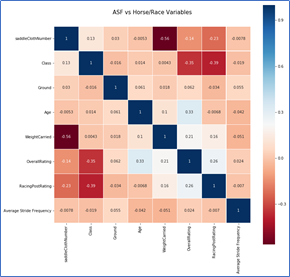 ASF vs Horse/Race Variables
saddleClothNumber 1 0.13 0.03 -0.0053 -0.56 -0.14 -0.23 -0.0078
Class 0.13 1 -0.016 0.014 0.0043 -0.35 -0.39 -0.019
Ground 0.03 -0.016 1 0.061 0.018 0.062 -0.034 0.055
Age -0.0053 0.014 0.061 1 0.1 0.33 -0.0068 -0.042
WeightCarried -0.56 0.0043 0.018 0.1 1 0.21 0.16 -0.051
OverallRating -0.14 -0.35 0.062 0.33 0.21 1 0.26 0.024
RacingPostRating -0.23 -0.39 -0.034 -0.0068 0.16 0.26 1 -0.007
Average Stride Frequency -0.0078 -0.019 0.055 -0.042 -0.051 0.024 -0.007 1
saddleClothNumber
Class
Ground
Age
WeightCarried
OverallRating
RacingPostRating
Average Stride Frequency
0.9
0.6
0.3
0.0
-0.3